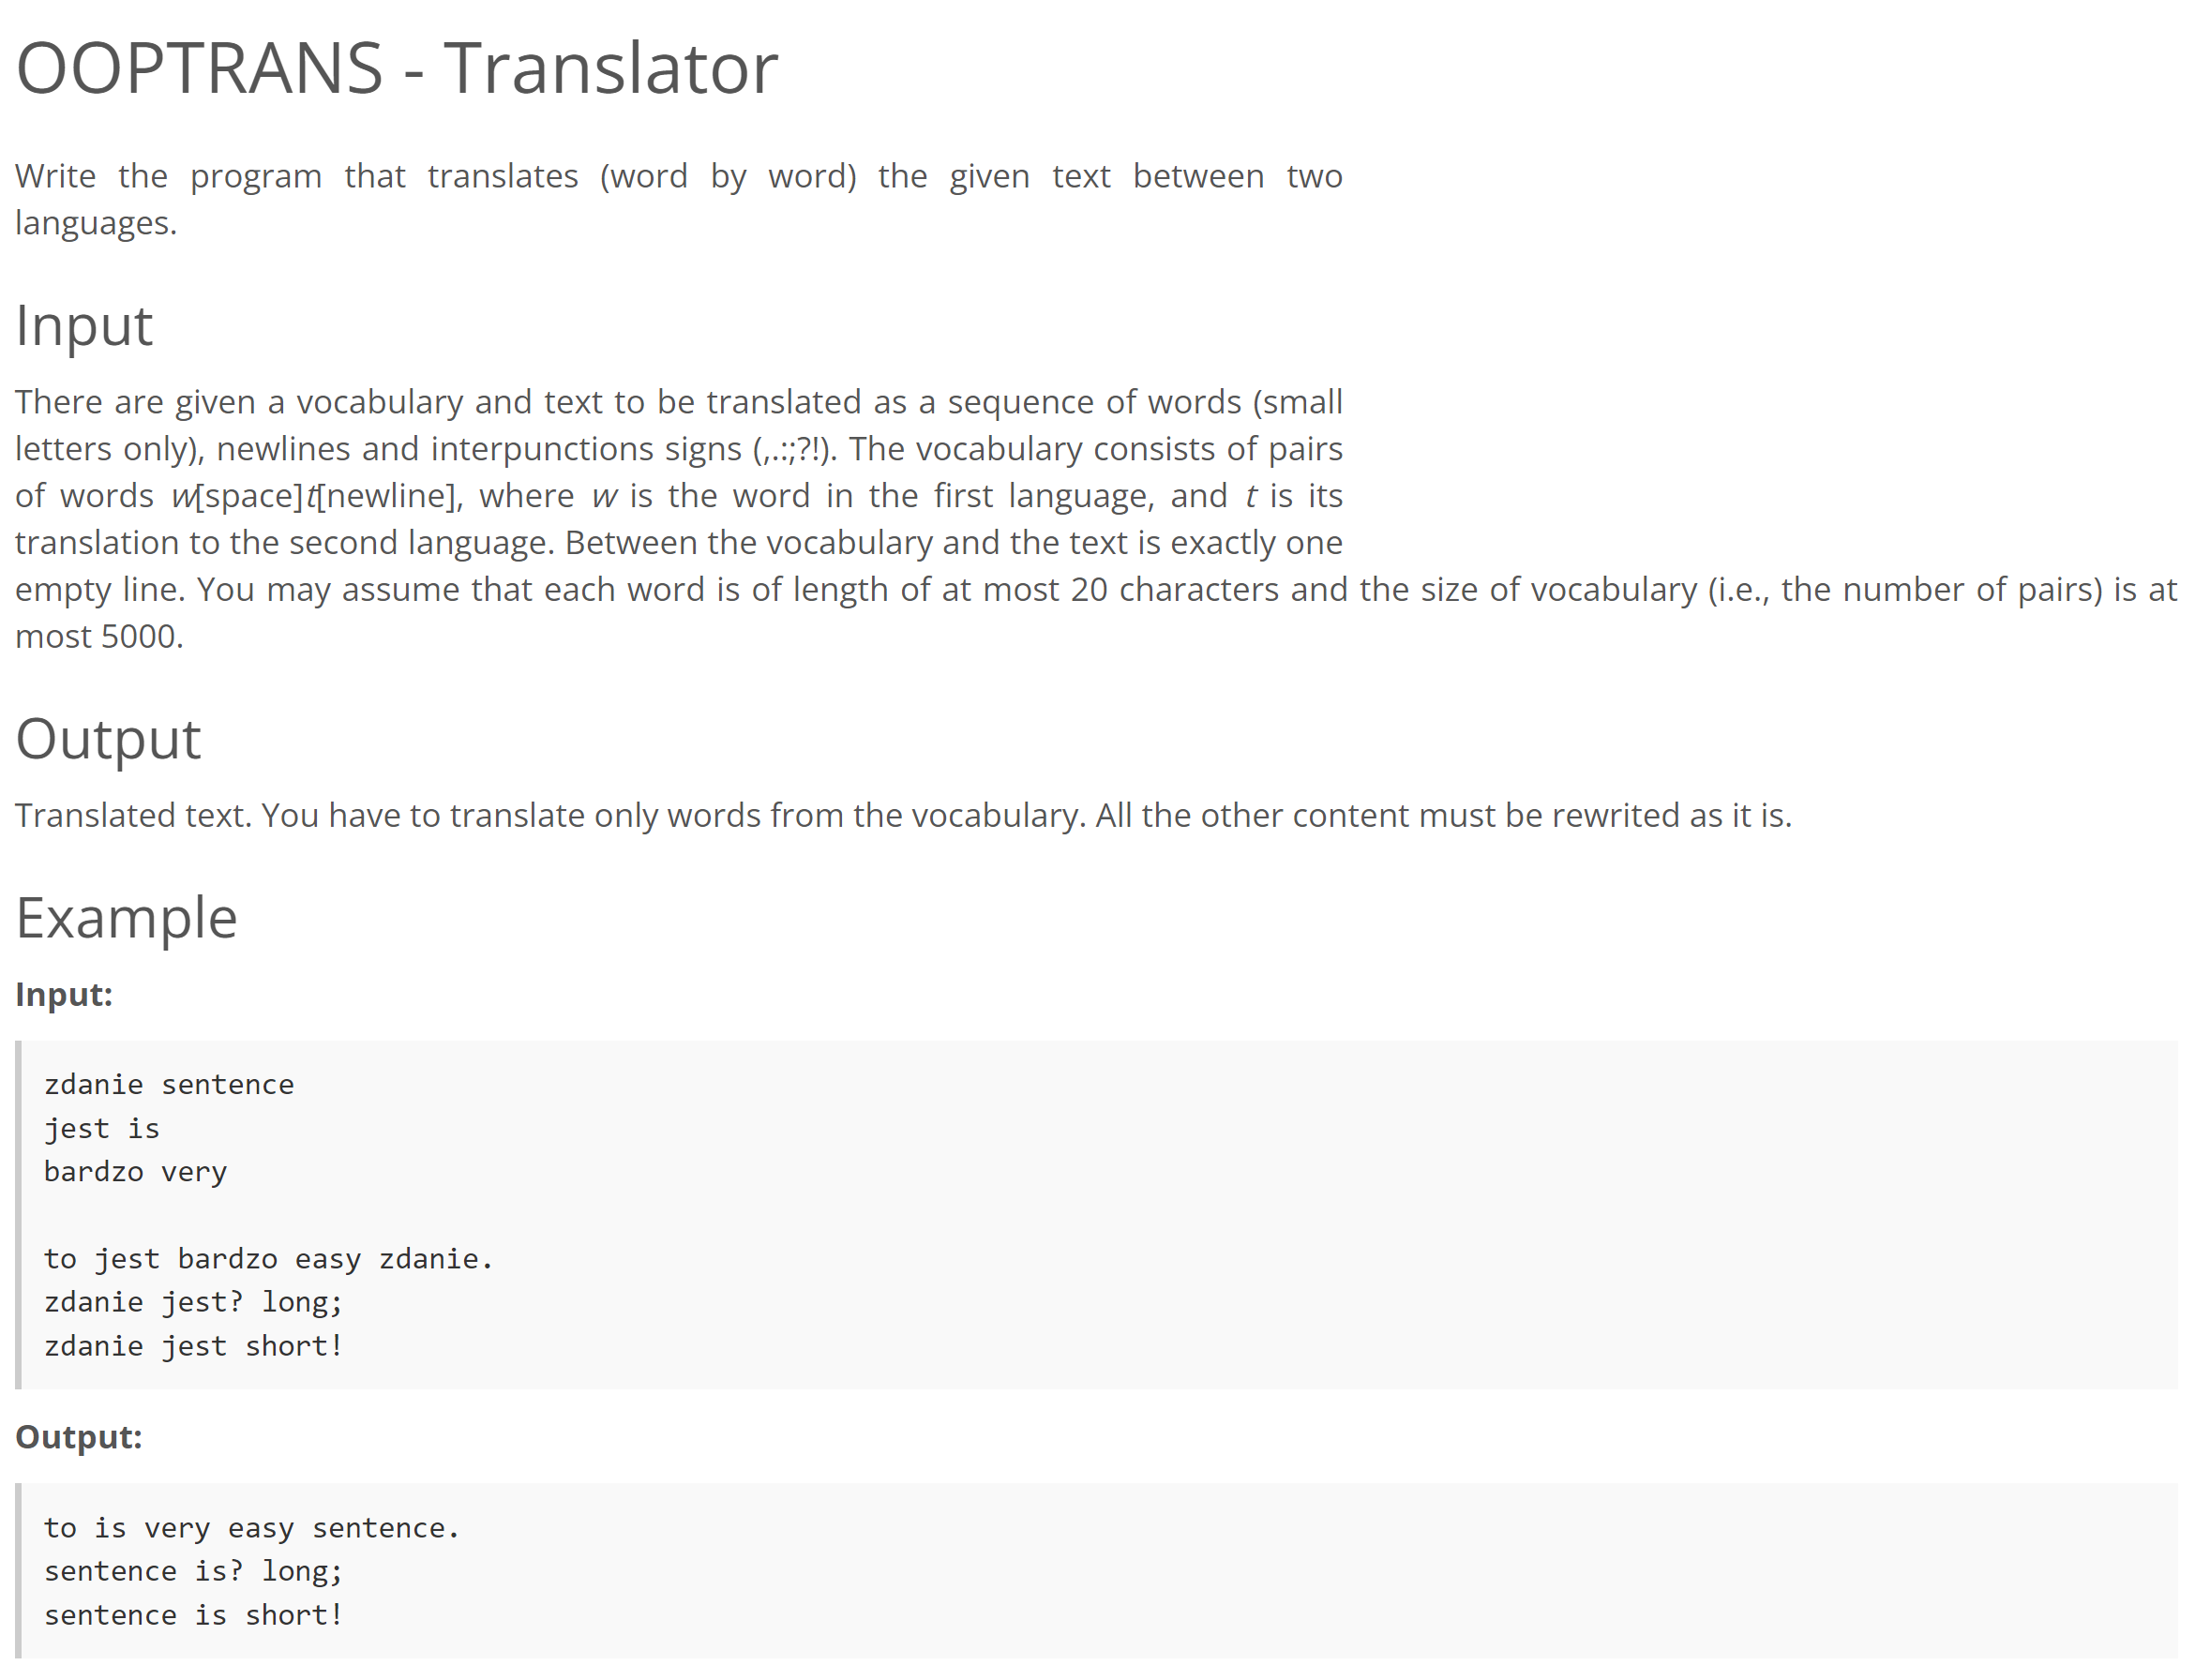 OOPTRANS - Translator
Write the program that translates (word by word) the given text between two
languages.
Input
There are given a vocabulary and text to be translated as a sequence of words (small
letters only), newlines and interpunctions signs (,.:;?!). The vocabulary consists of pairs
of words w[space]t[newline], where w is the word in the first language, and t is its
translation to the second language. Between the vocabulary and the text is exactly one
empty line. You may assume that each word is of length of at most 20 characters and the size of vocabulary (i.e., the number of pairs) is at
most 5000.
Output
Translated text. You have to translate only words from the vocabulary. All the other content must be rewrited as it is.
Example
Input:
zdanie sentence
jest is
bardzo very
to jest bardzo easy zdanie.
zdanie jest? long;
zdanie jest short!
Output:
to is very easy sentence.
sentence is? long;
sentence is short!